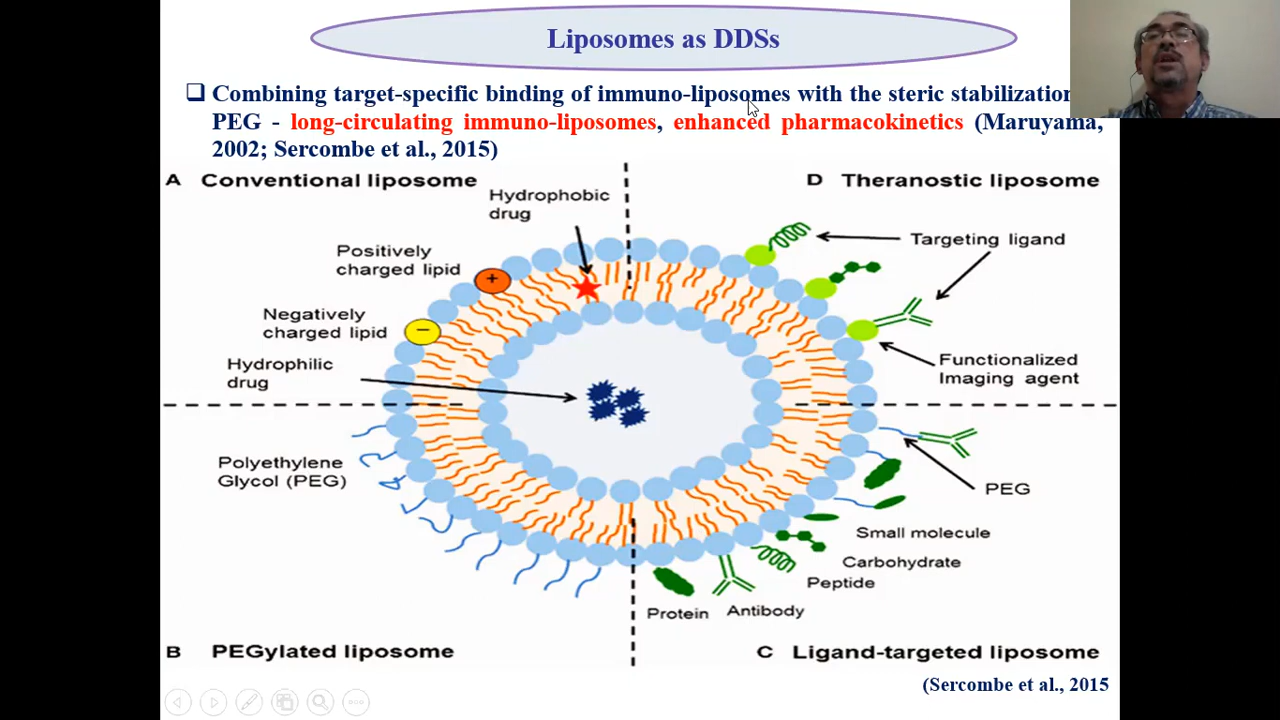 Liposomes as DDSs
Combining target-specific binding of immuno-liposomes with the steric stabilization
PEG - long-circulating immuno-liposomes, enhanced pharmacokinetics (Maruyama,
2002; Sercombe et al., 2015)
A Conventional liposome
Hydrophobic
drug
Positively
charged lipid
+
Negatively
charged lipid
−
Hydrophilic
drug
D Theranostic liposome
Targeting ligand
Functionalized
Imaging agent
Polyethylene
Glycol (PEG)
PEG
Small molecule
Carbohydrate
Peptide
Antibody
Protein
B PEGylated liposome
C Ligand-targeted liposome
(Sercombe et al., 2015